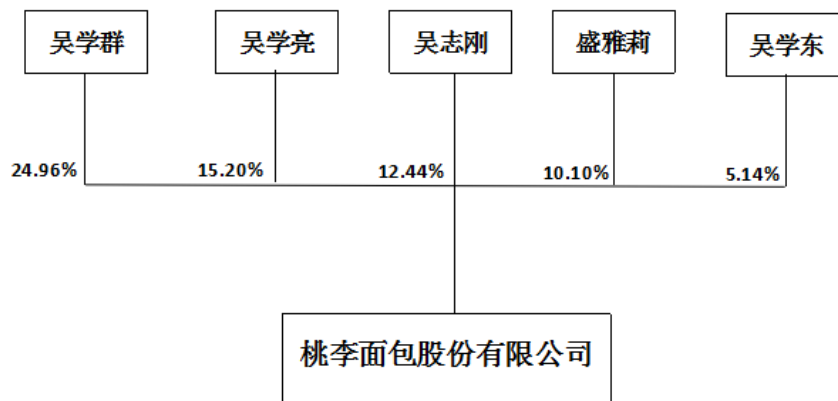 吴学群
吴学亮
吴志刚
盛雅莉
吴学东
24.96%
15.20%
12.44%
10.10%
5.14%
桃李面包股份有限公司